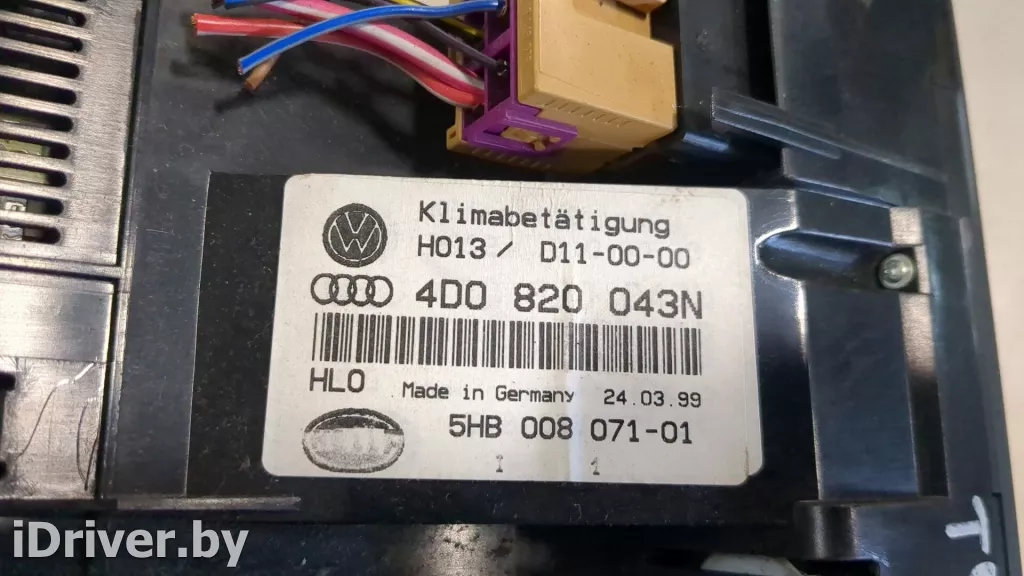 Klimabetätigung
H013/ D11-00-00
4D0 820 043N
HLO Made in Germany 24.03.99
5HB 008 071-01
I 1
iDriver.by